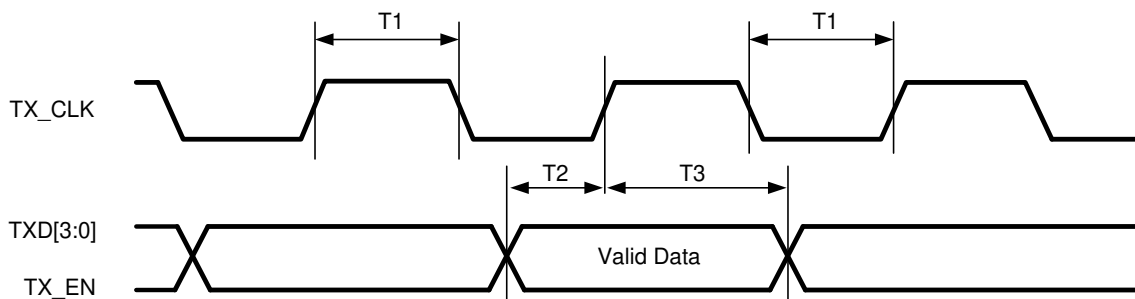 T1
T1
TX_CLK
T2
T3
TXD[3:0]
Valid Data
TX_EN